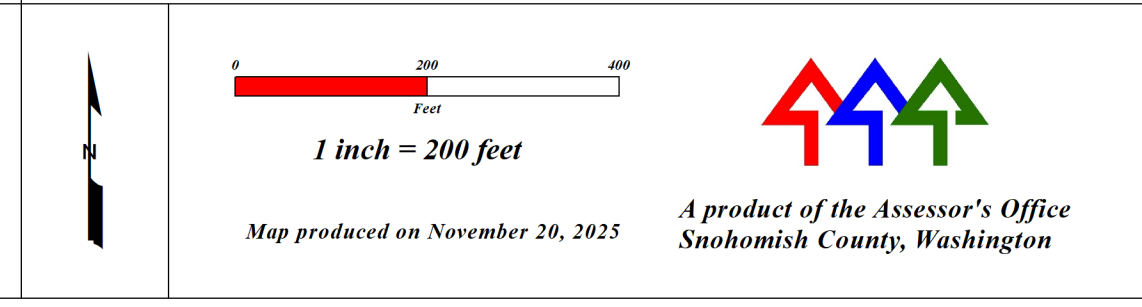 N
0 200 400
Feet
1 inch = 200 feet
Map produced on November 20, 2025
A product of the Assessor's Office
Snohomish County, Washington